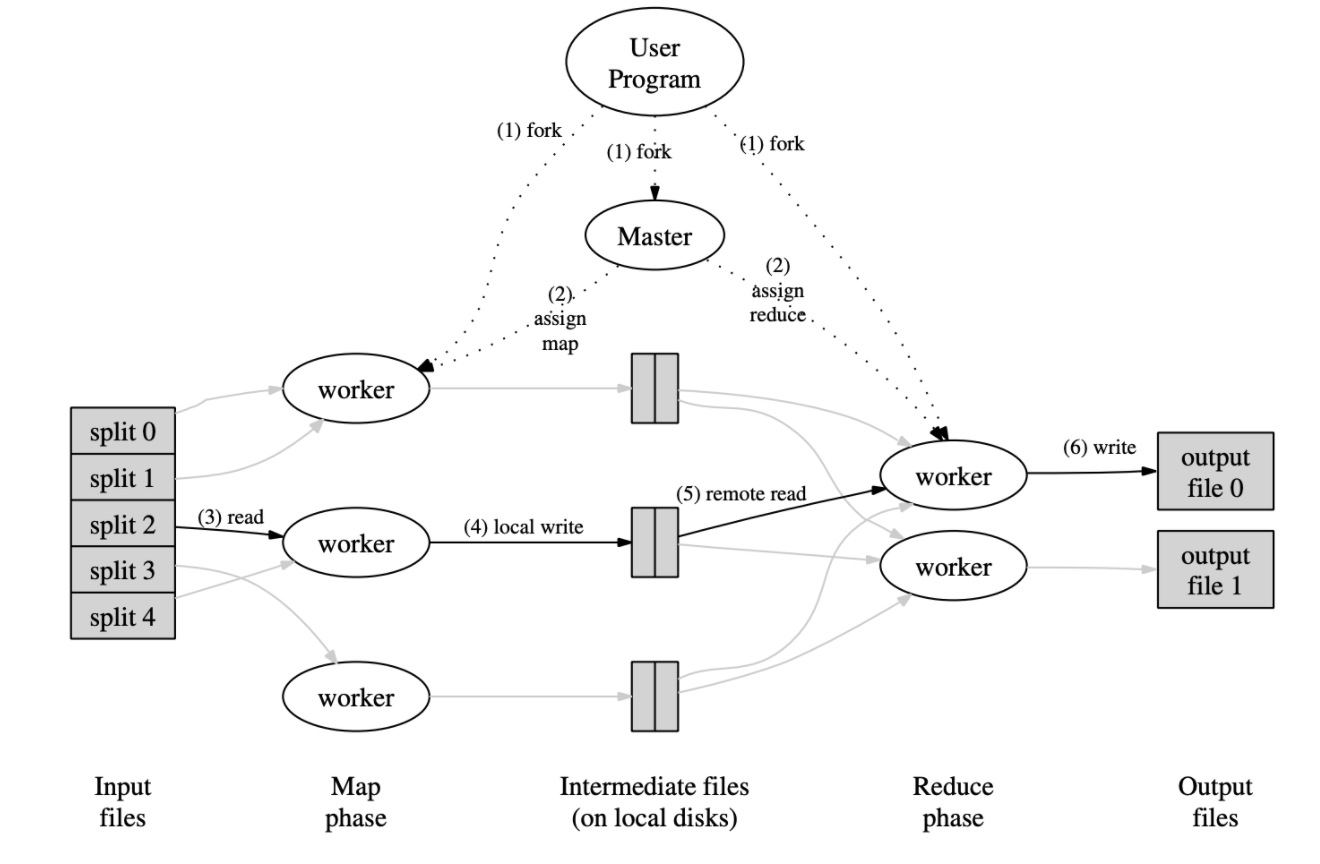 User
Program
(1) fork
(1) fork
(1) fork
Master
(2)
assign
map
(2)
assign
reduce
worker
split 0
split 1
split 2
split 3
split 4
(3) read
worker
(4) local write
worker
(5) remote read
worker
worker
(6) write
output
file 0
output
file 1
Input
files
Map
phase
Intermediate files
(on local disks)
Reduce
phase
Output
files